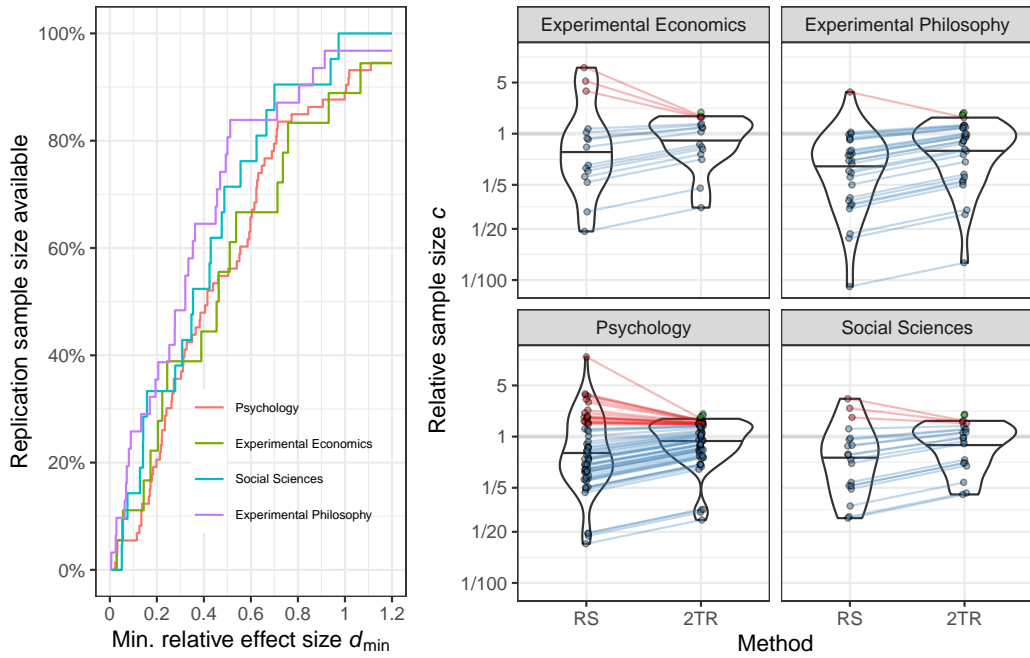 Replication sample size available
100%
80%
60%
40%
20%
0%
Psychology
Experimental Economics
Social Sciences
Experimental Philosophy
0
0.2
0.4
0.6
0.8
1
1.2
Min. relative effect size d_min
Relative sample size c
Experimental Economics
Experimental Philosophy
5
1
1/5
1/20
1/100
Psychology
Social Sciences
5
1
1/5
1/20
1/100
RS
2TR
RS
2TR
Method